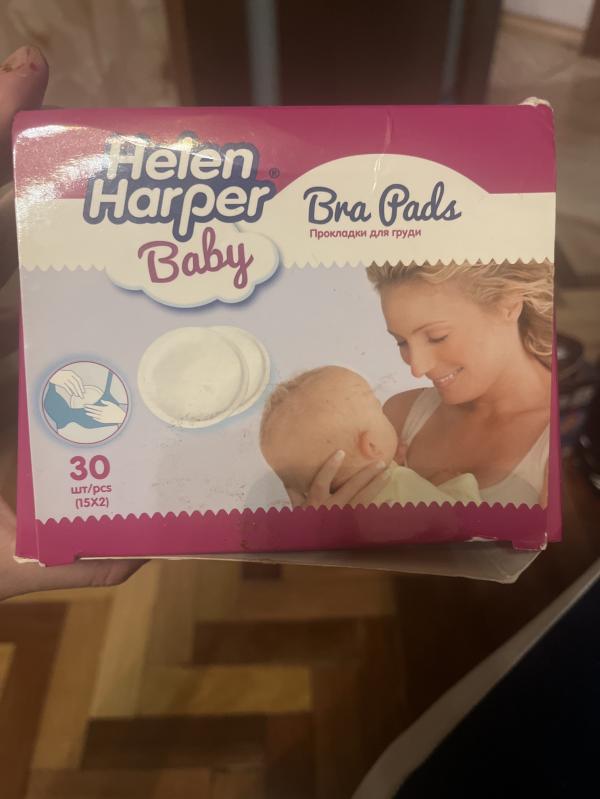 Helen
Harper®
Baby
Bra Pads
Прокладки для груди
30
шт/pcs
(15X2)